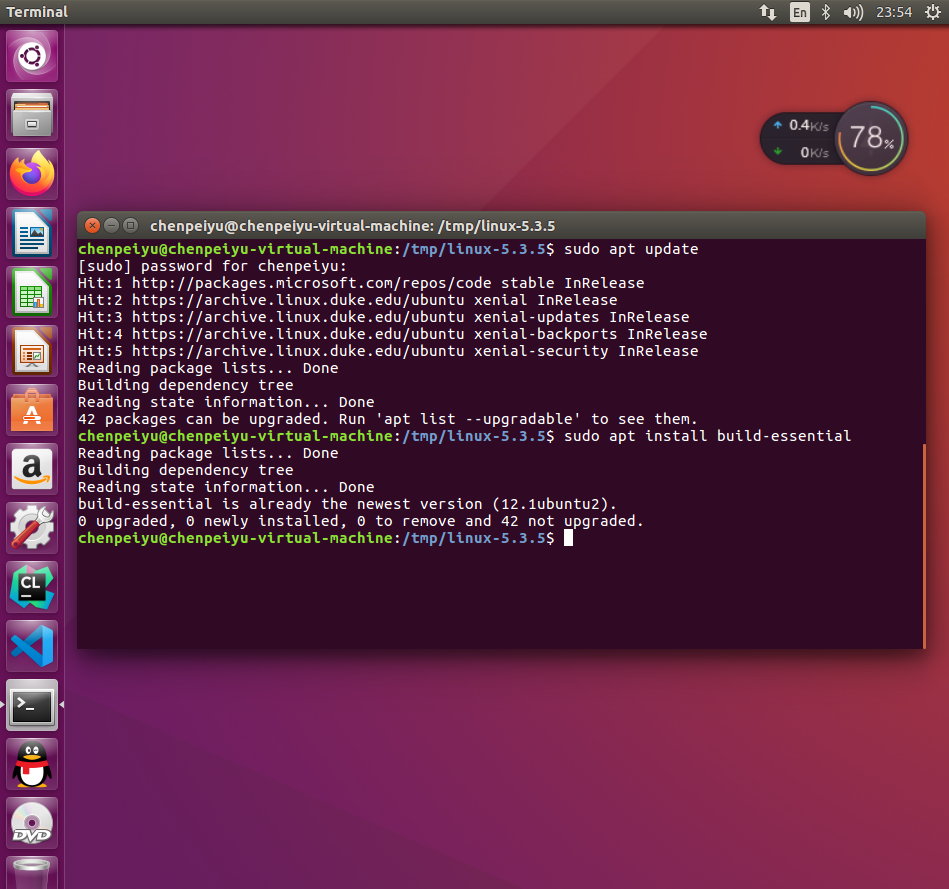 Terminal
En
23:54
0.4K/s
0K/s
78%
chenpeiyu@chenpeiyu-virtual-machine: /tmp/linux-5.3.5
chenpeiyu@chenpeiyu-virtual-machine:/tmp/linux-5.3.5$ sudo apt update
[sudo] password for chenpeiyu:
Hit:1 http://packages.microsoft.com/repos/code stable InRelease
Hit:2 https://archive.linux.duke.edu/ubuntu xenial InRelease
Hit:3 https://archive.linux.duke.edu/ubuntu xenial-updates InRelease
Hit:4 https://archive.linux.duke.edu/ubuntu xenial-backports InRelease
Hit:5 https://archive.linux.duke.edu/ubuntu xenial-security InRelease
Reading package lists... Done
Building dependency tree
Reading state information... Done
42 packages can be upgraded. Run 'apt list --upgradable' to see them.
chenpeiyu@chenpeiyu-virtual-machine:/tmp/linux-5.3.5$ sudo apt install build-essential
Reading package lists... Done
Building dependency tree
Reading state information... Done
build-essential is already the newest version (12.1ubuntu2).
0 upgraded, 0 newly installed, 0 to remove and 42 not upgraded.
chenpeiyu@chenpeiyu-virtual-machine:/tmp/linux-5.3.5$
A
a
CL
>_
DVD